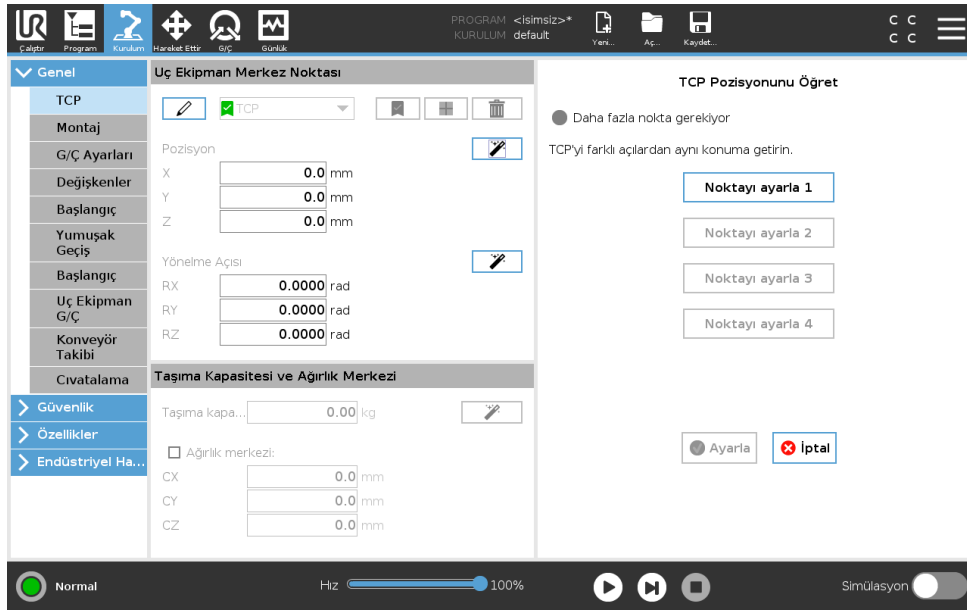 UR
PROGRAM <isimsiz>*
KURULUM default
C C
C C
Çalıştır
Program
Kurulum
Hareket Ettir
G/Ç
Günlük
Yeni...
Aç...
Kaydet...
Genel
TCP
Montaj
G/Ç Ayarları
Değişkenler
Başlangıç
Yumuşak
Geçiş
Başlangıç
Uç Ekipman
G/Ç
Konveyör
Takibi
Cıvatalama
Güvenlik
Özellikler
Endüstriyel Ha...
Uç Ekipman Merkez Noktası
TCP
Pozisyon
X 0.0 mm
Y 0.0 mm
Z 0.0 mm
Yönelme Açısı
RX 0.0000 rad
RY 0.0000 rad
RZ 0.0000 rad
Taşıma Kapasitesi ve Ağırlık Merkezi
Taşıma kapa... 0.00 kg
Ağırlık merkezi:
CX 0.0 mm
CY 0.0 mm
CZ 0.0 mm
TCP Pozisyonunu Öğret
Daha fazla nokta gerekiyor
TCP'yi farklı açılardan aynı konuma getirin.
Noktayı ayarla 1
Noktayı ayarla 2
Noktayı ayarla 3
Noktayı ayarla 4
Ayarla
İptal
Normal
Hız 100%
Simülasyon